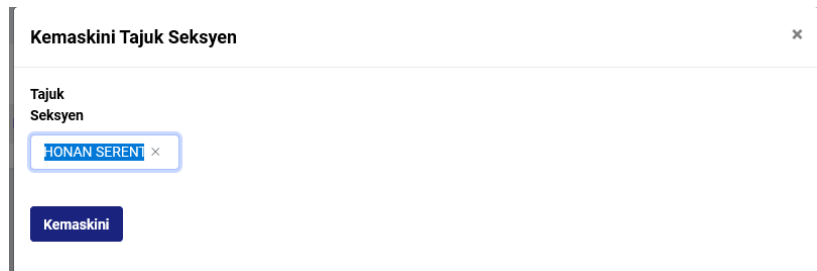 Kemaskini Tajuk Seksyen ×
Tajuk
Seksyen
HONAN SERENT ×
Kemaskini